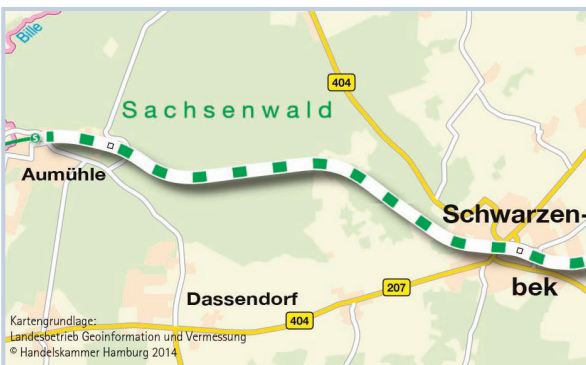 Bille
404
Sachsenwald
S
Aumühle
Schwarzen-
bek
207
Dassendorf
404
Kartengrundlage:
Landesbetrieb Geoinformation und Vermessung
© Handelskammer Hamburg 2014